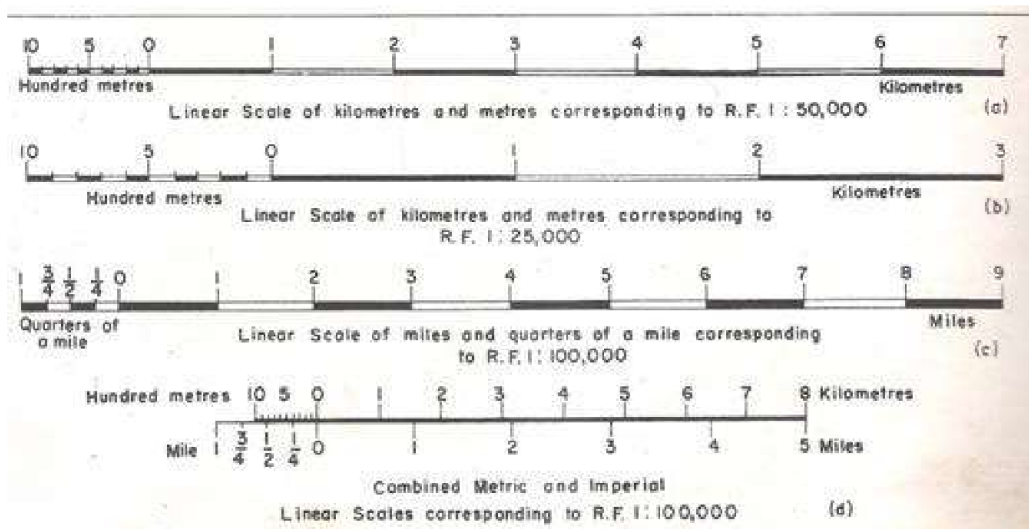 10 5 0 1 2 3 4 5 6 7
Hundred metres Kilometres
Linear Scale of kilometres and metres corresponding to R.F. 1 : 50,000 (a)
10 5 0 1 2 3
Hundred metres Kilometres
(b)
Linear Scale of kilometres and metres corresponding to
R.F. 1 : 25,000
1 3/4 1/2 1/4 0 1 2 3 4 5 6 7 8 9
Quarters of a mile Miles
Linear Scale of miles and quarters of a mile corresponding
to R.F. 1 : 100,000 (c)
Hundred metres 10 5 0 1 2 3 4 5 6 7 8 Kilometres
Mile 1 3/4 1/2 1/4 0 1 2 3 4 5 Miles
Combined Metric and Imperial
Linear Scales corresponding to R.F. 1 : 100,000 (d)